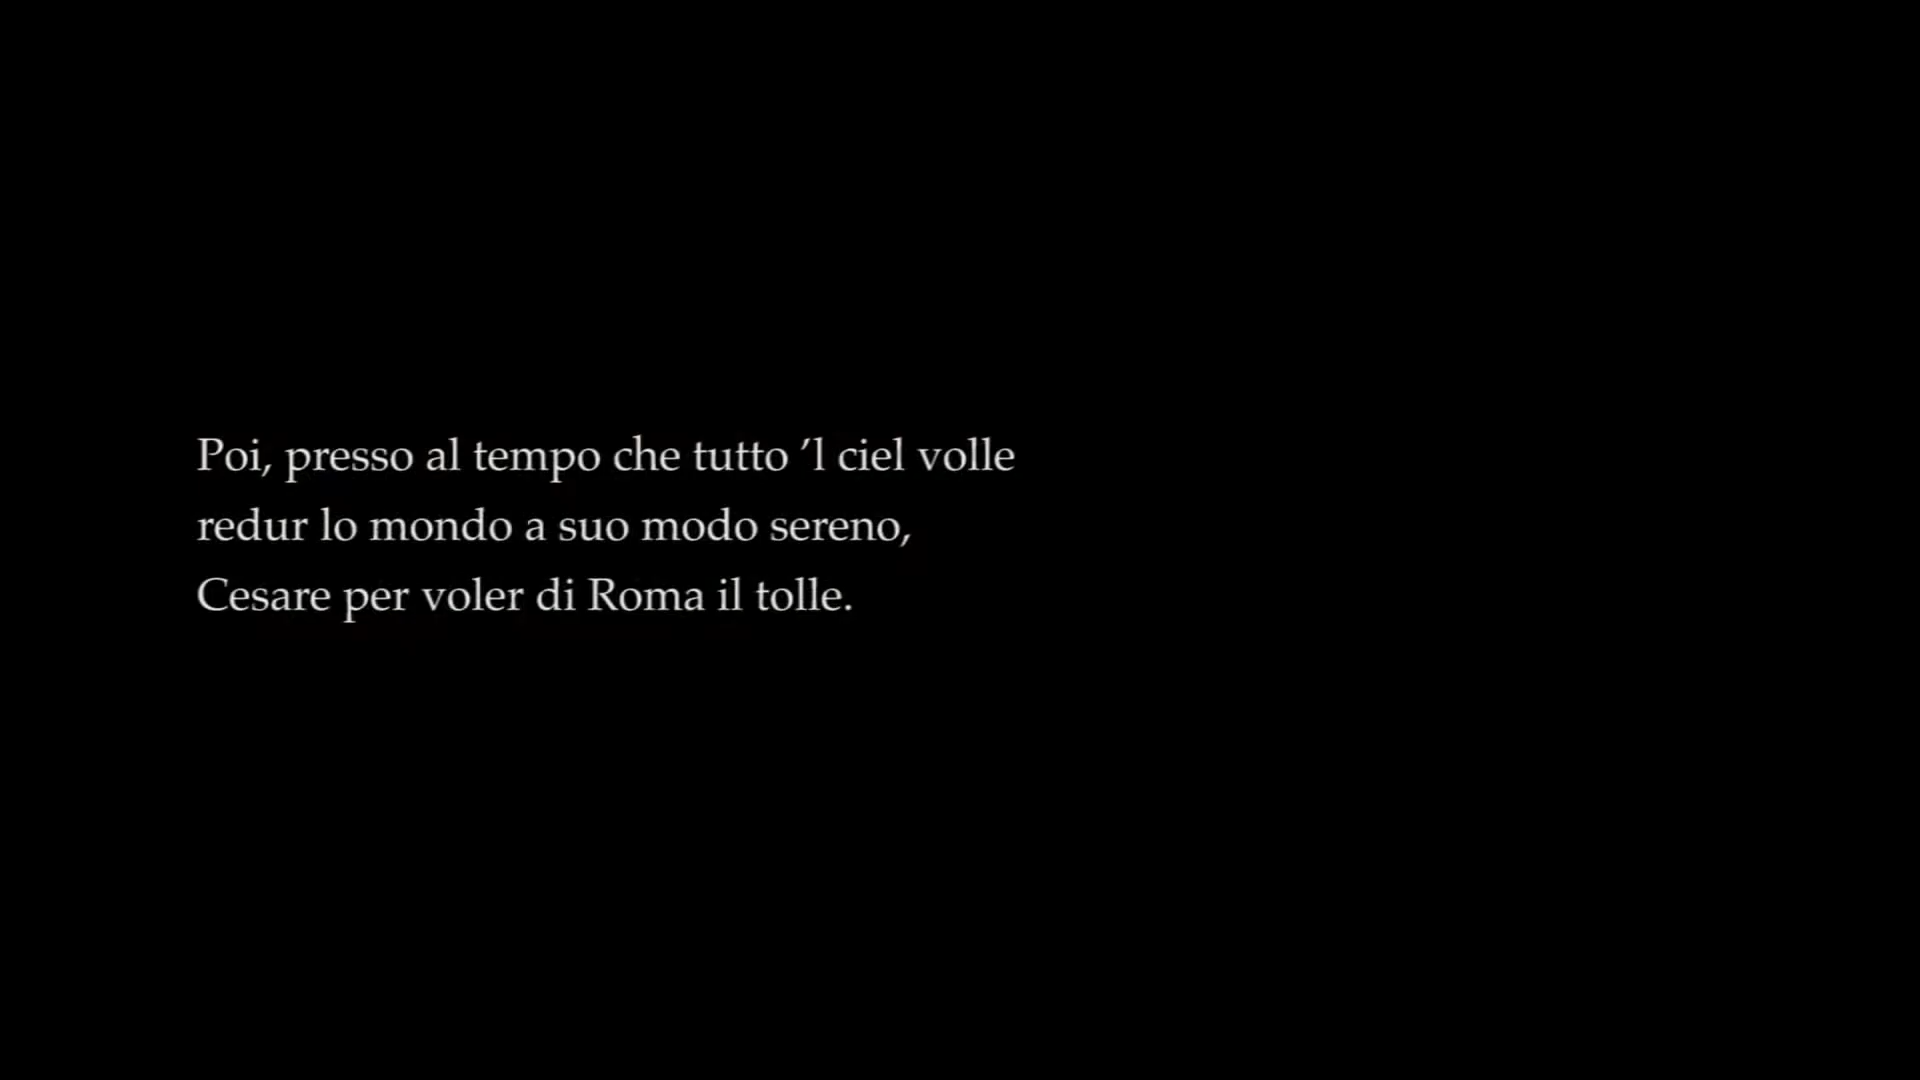 Poi, presso al tempo che tutto ’l ciel volle
redur lo mondo a suo modo sereno,
Cesare per voler di Roma il tolle.